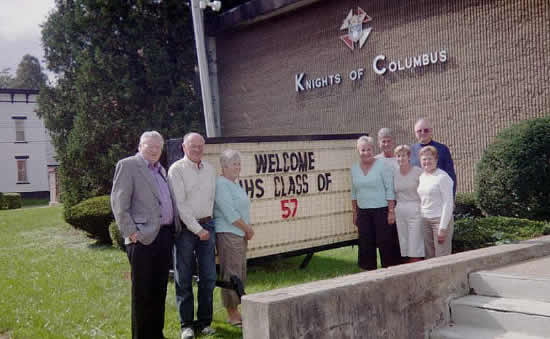 KNIGHTS OF COLUMBUS
WELCOME
HS CLASS OF
57